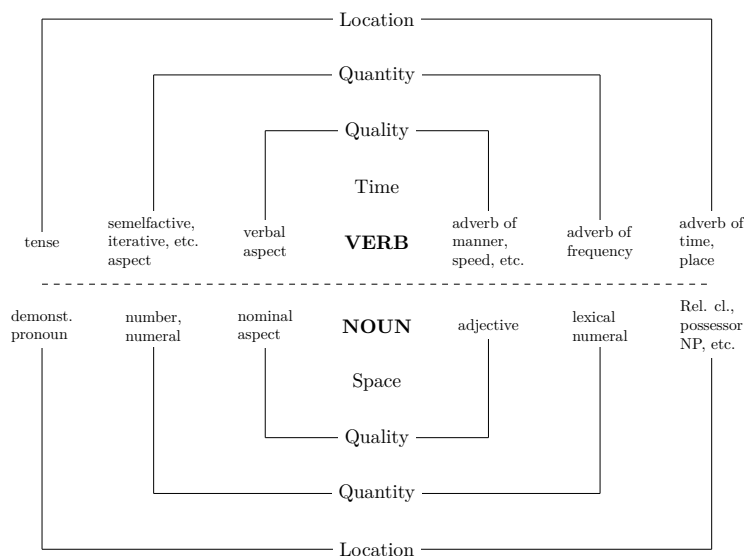 Location
Quantity
Quality
Time
tense
semelfactive,
iterative, etc.
aspect
verbal
aspect
VERB
adverb of
manner,
speed, etc.
adverb of
frequency
adverb of
time,
place
demonst.
pronoun
number,
numeral
nominal
aspect
NOUN
adjective
lexical
numeral
Rel. cl.,
possessor
NP, etc.
Space
Quality
Quantity
Location